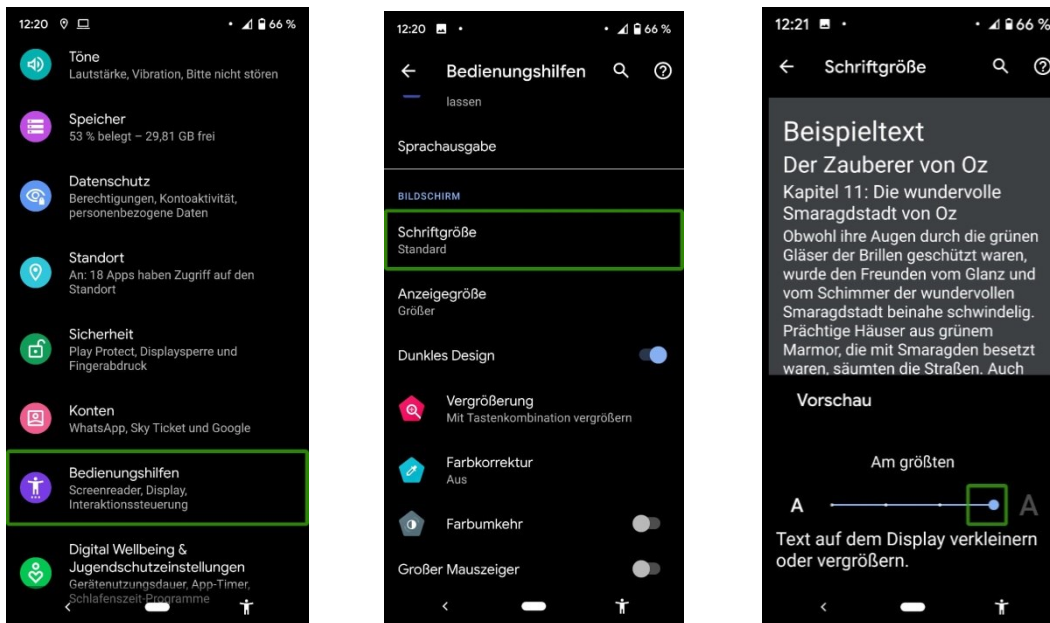 12:20
66 %
Töne
Lautstärke, Vibration, Bitte nicht stören
Speicher
53 % belegt – 29,81 GB frei
Datenschutz
Berechtigungen, Kontoaktivität,
personenbezogene Daten
Standort
An: 18 Apps haben Zugriff auf den
Standort
Sicherheit
Play Protect, Displaysperre und
Fingerabdruck
Konten
WhatsApp, Sky Ticket und Google
Bedienungshilfen
Screenreader, Display,
Interaktionssteuerung
Digital Wellbeing &
Jugendschutzeinstellungen
Gerätenutzungsdauer, App-Timer,
Schlafenszeit-Programme
12:20
66 %
Bedienungshilfen
lassen
Sprachausgabe
BILDSCHIRM
Schriftgröße
Standard
Anzeigegröße
Größer
Dunkles Design
Vergrößerung
Mit Tastenkombination vergrößern
Farbkorrektur
Aus
Farbumkehr
Großer Mauszeiger
12:21
66 %
Schriftgröße
Beispieltext
Der Zauberer von Oz
Kapitel 11: Die wundervolle
Smaragdstadt von Oz
Obwohl ihre Augen durch die grünen
Gläser der Brillen geschützt waren,
wurde den Freunden vom Glanz und
vom Schimmer der wundervollen
Smaragdstadt beinahe schwindelig.
Prächtige Häuser aus grünem
Marmor, die mit Smaragden besetzt
waren, säumten die Straßen. Auch
Vorschau
Am größten
A A
Text auf dem Display verkleinern
oder vergrößern.